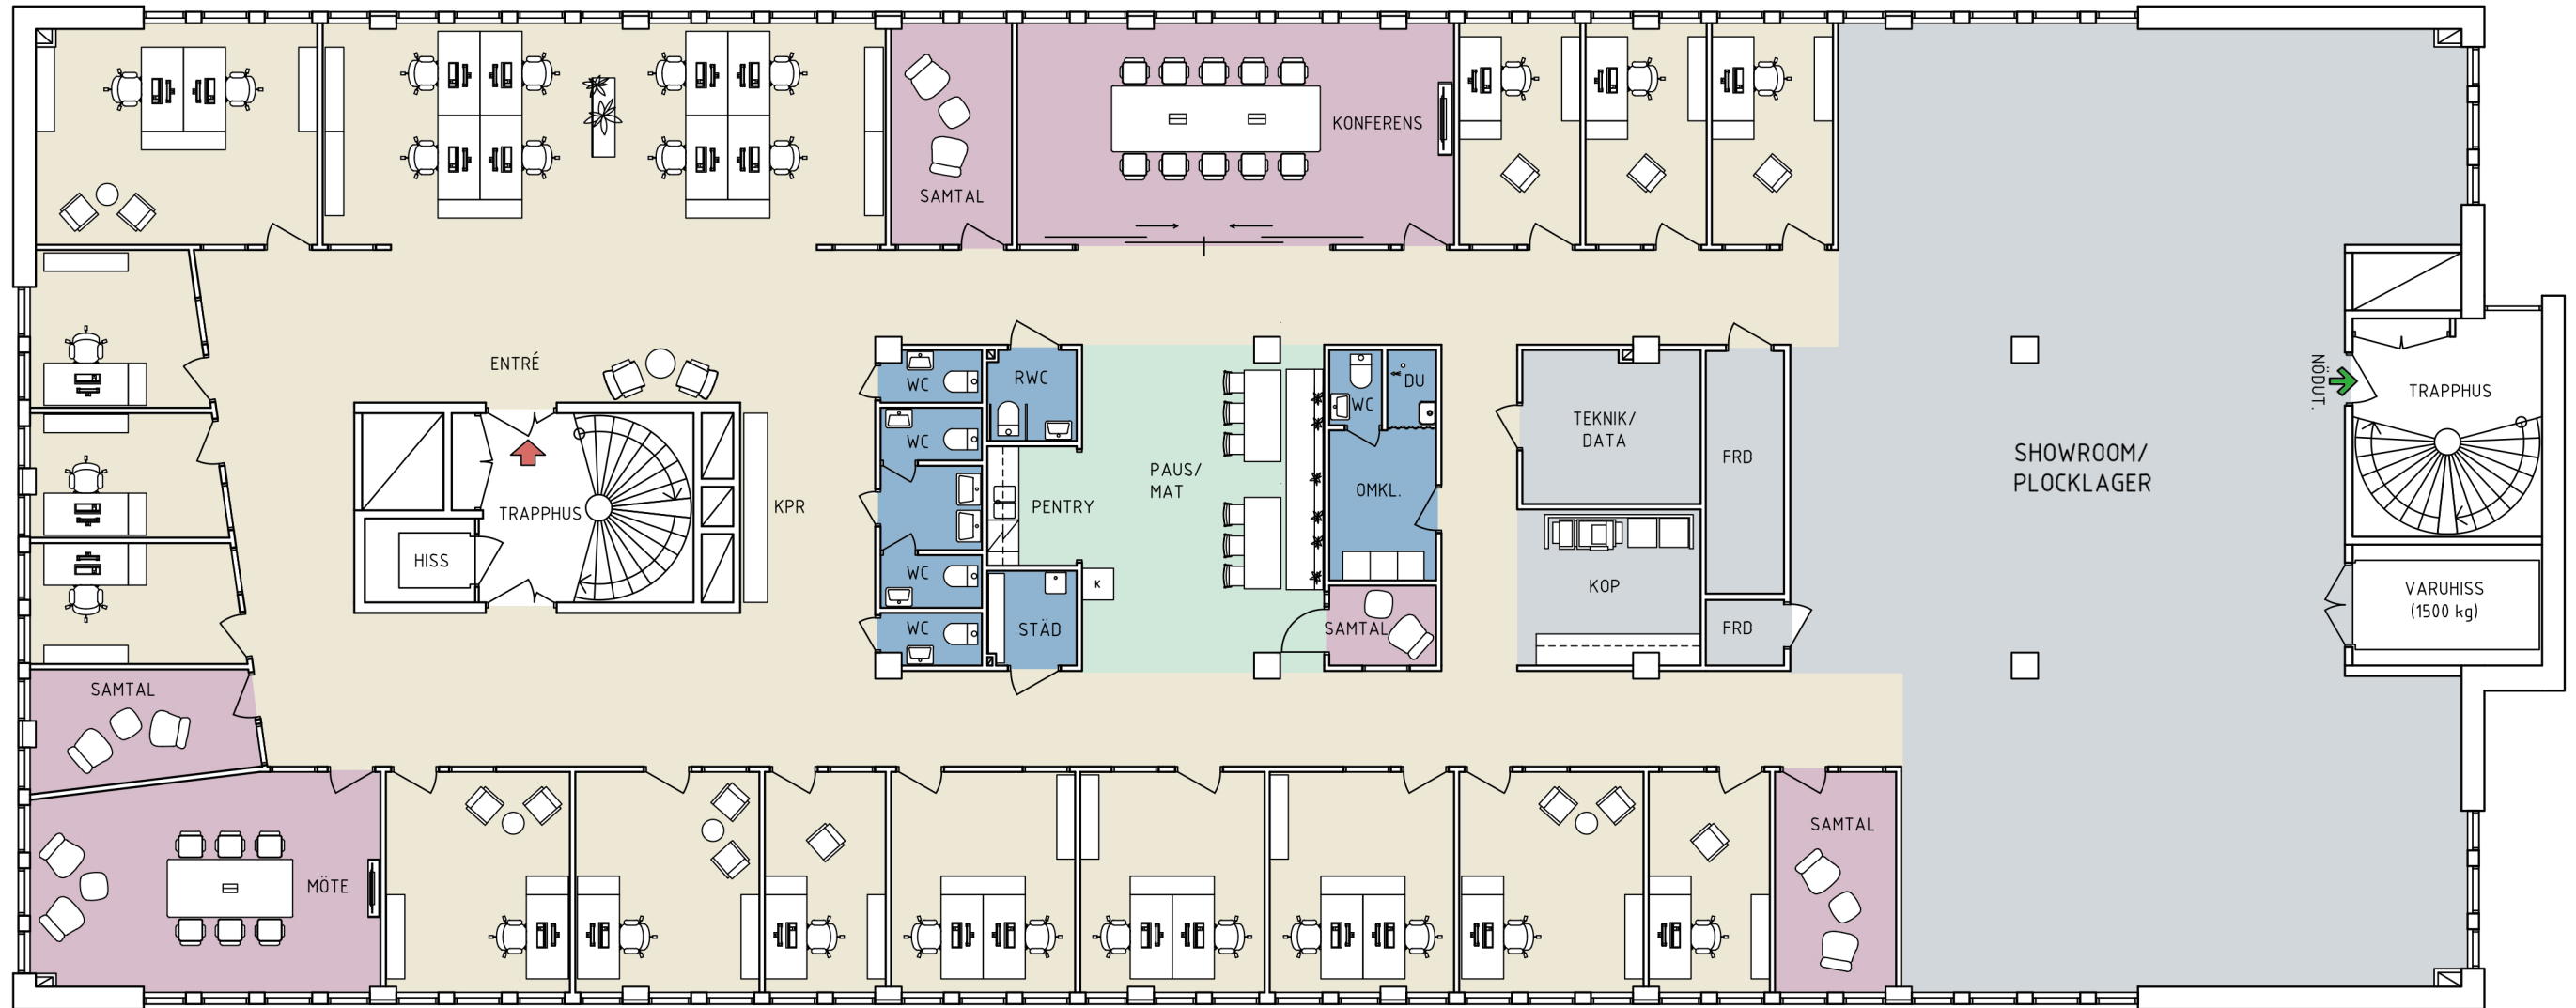 KONFERENS
SAMTAL
ENTRÉ
WC
RWC
WC
DU
NÖDUT.
TRAPPHUS
TEKNIK/
DATA
WC
WC
SHOWROOM/
PLOCKLAGER
FRD
PAUS/
MAT
OMKL.
TRAPPHUS
KPR
PENTRY
HISS
WC
K
KOP
VARUHISS
(1500 kg)
WC
STÄD
SAMTAL
FRD
SAMTAL
SAMTAL
MÖTE